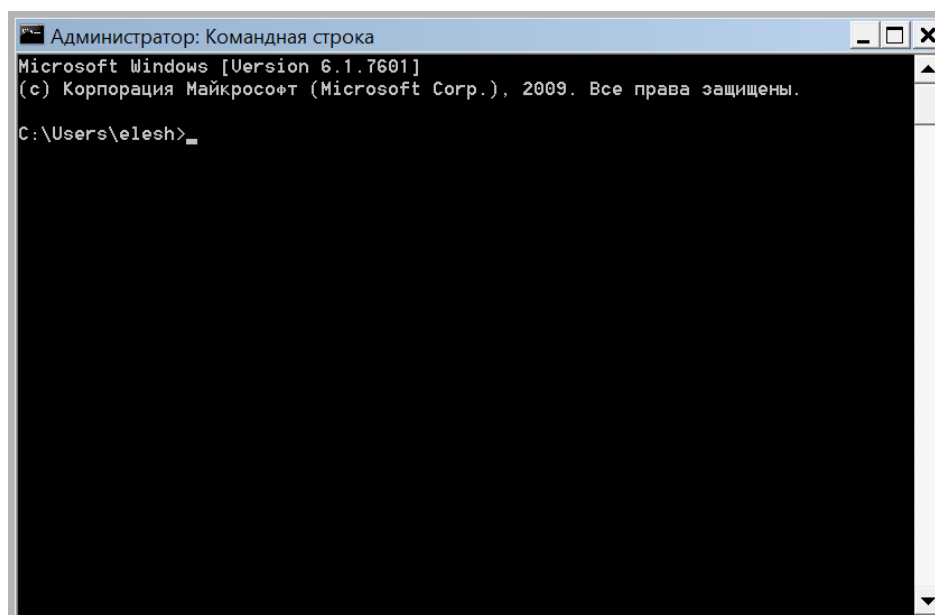 Администратор: Командная строка
Microsoft Windows [Version 6.1.7601]
(c) Корпорация Майкрософт (Microsoft Corp.), 2009. Все права защищены.
C:\Users\elesh>_